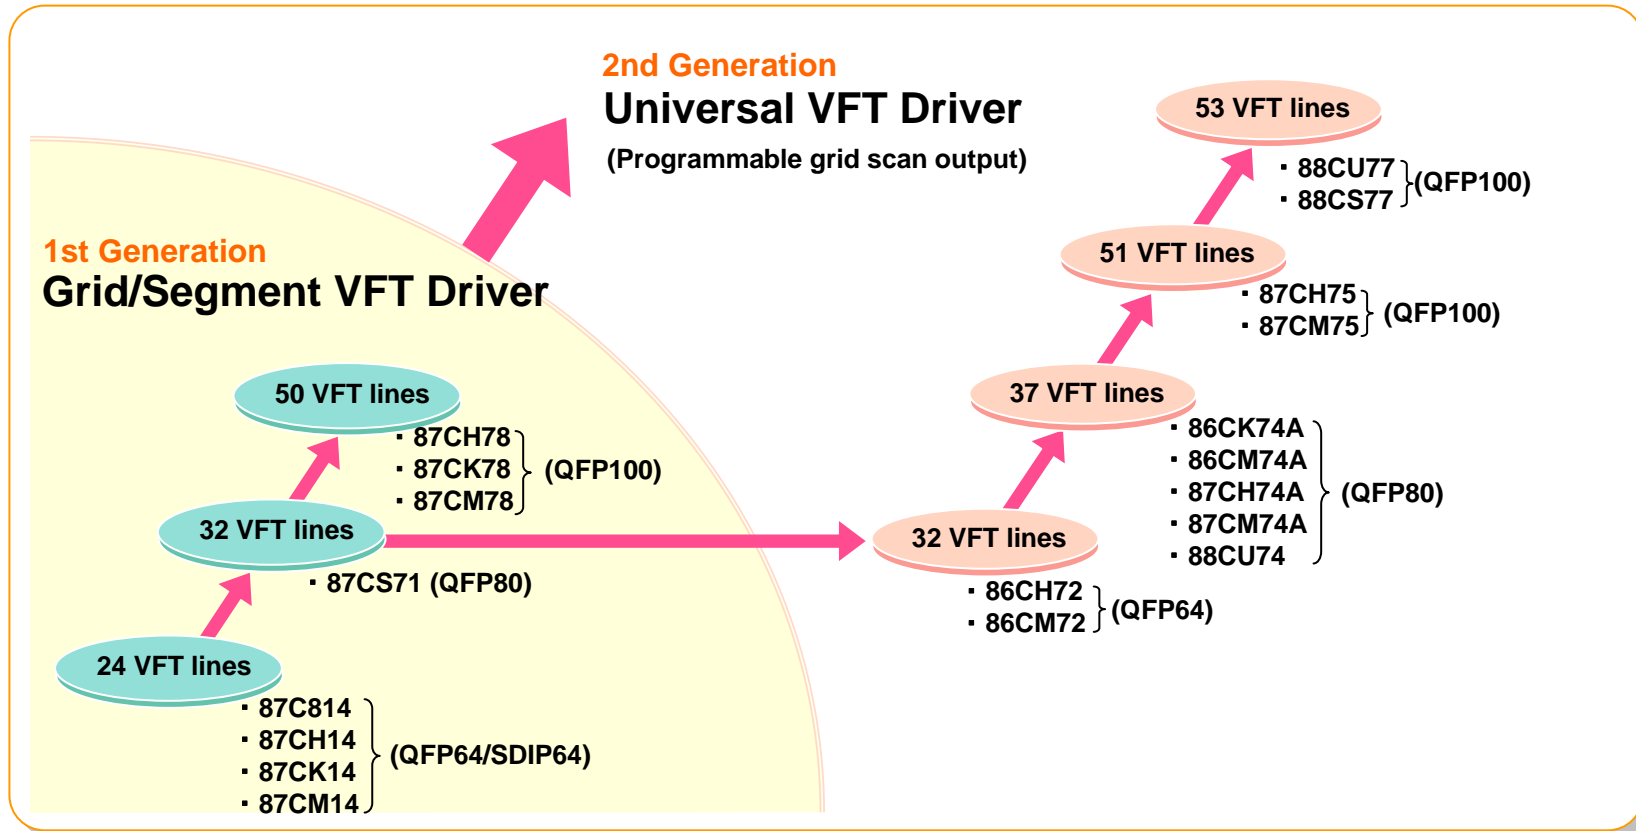 2nd Generation
Universal VFT Driver
(Programmable grid scan output)
1st Generation
Grid/Segment VFT Driver
50 VFT lines
・87CH78
・87CK78
・87CM78
(QFP100)
32 VFT lines
・87CS71 (QFP80)
24 VFT lines
・87C814
・87CH14
・87CK14
・87CM14
(QFP64/SDIP64)
53 VFT lines
・88CU77
・88CS77
(QFP100)
51 VFT lines
・87CH75
・87CM75
(QFP100)
37 VFT lines
・86CK74A
・86CM74A
・87CH74A
・87CM74A
・88CU74
(QFP80)
32 VFT lines
・86CH72
・86CM72
(QFP64)